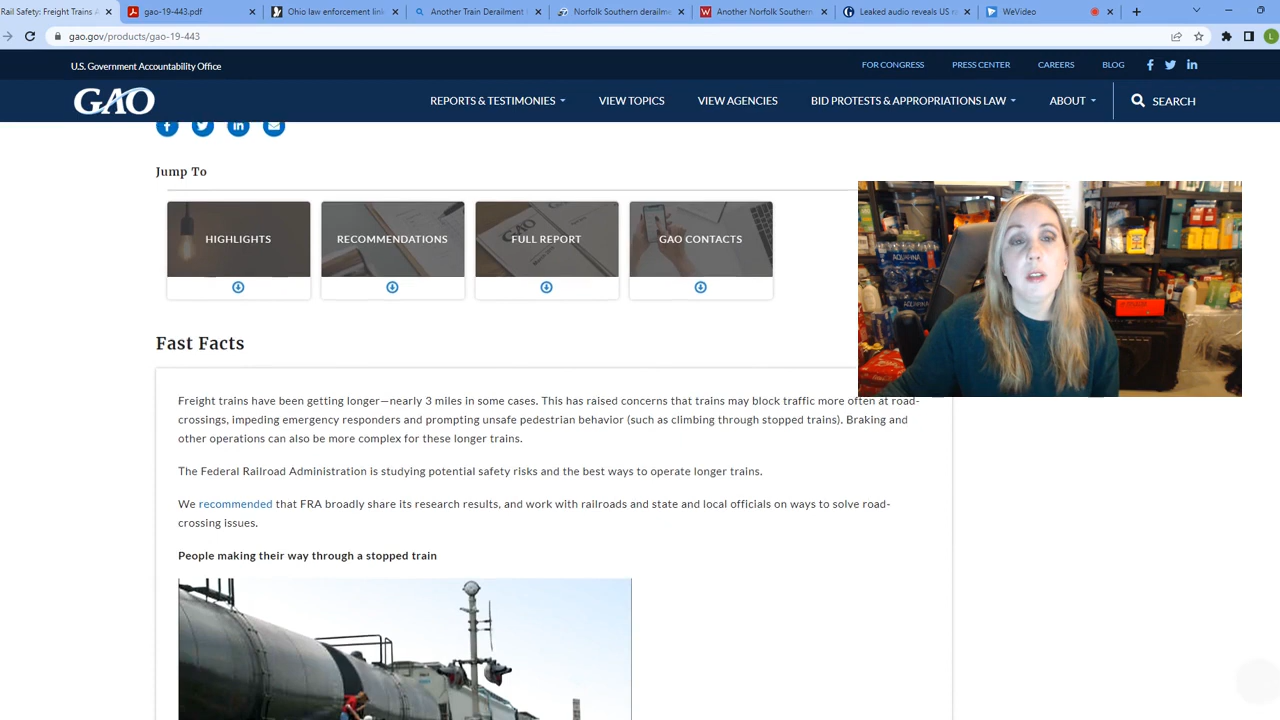 Rail Safety: Freight Trains A
gao-19-443.pdf
Ohio law enforcement link
Another Train Derailment
Norfolk Southern derailme
Another Norfolk Southern
Leaked audio reveals US r
WeVideo
gao.gov/products/gao-19-443
L
U.S. Government Accountability Office
FOR CONGRESS PRESS CENTER CAREERS BLOG
GAO
REPORTS & TESTIMONIES VIEW TOPICS VIEW AGENCIES BID PROTESTS & APPROPRIATIONS LAW ABOUT SEARCH
Jump To
HIGHLIGHTS
RECOMMENDATIONS
FULL REPORT
GAO CONTACTS
AQUAFINA
Fast Facts
Freight trains have been getting longer—nearly 3 miles in some cases. This has raised concerns that trains may block traffic more often at road-
crossings, impeding emergency responders and prompting unsafe pedestrian behavior (such as climbing through stopped trains). Braking and
other operations can also be more complex for these longer trains.
The Federal Railroad Administration is studying potential safety risks and the best ways to operate longer trains.
We recommended that FRA broadly share its research results, and work with railroads and state and local officials on ways to solve road-
crossing issues.
People making their way through a stopped train